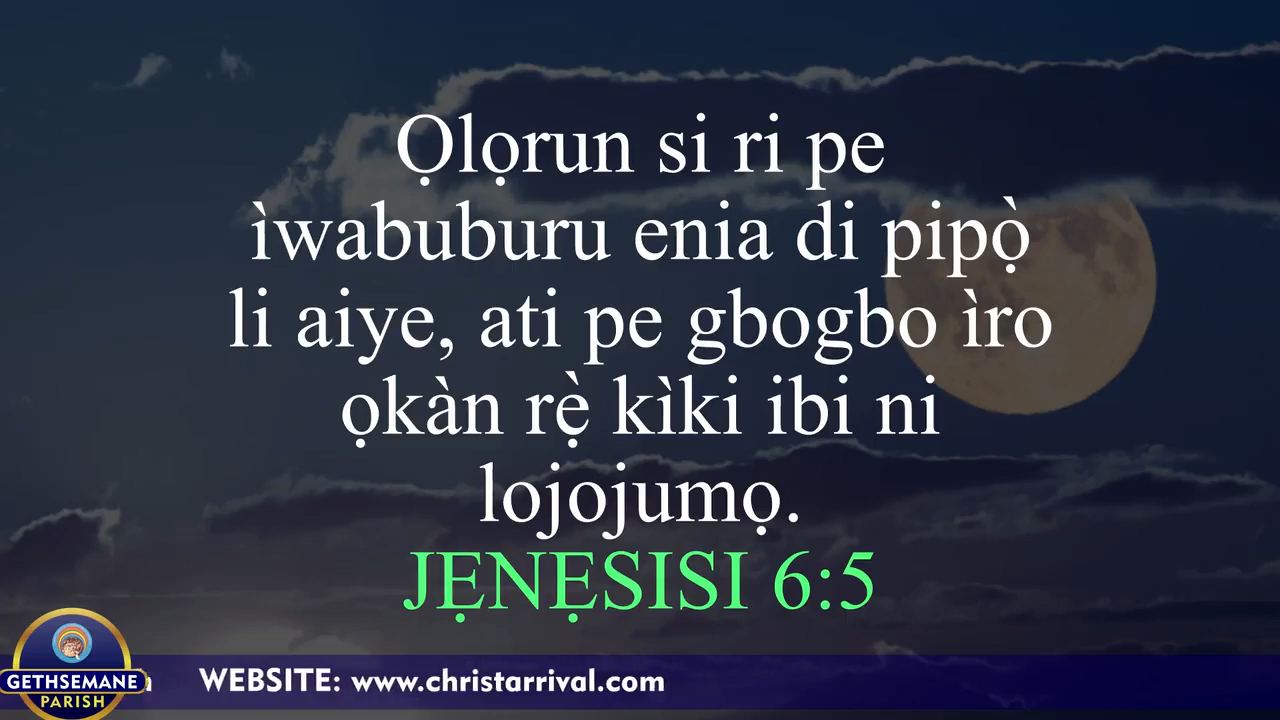 Ọlọrun si ri pe
ìwabuburu enia di pipọ̀
li aiye, ati pe gbogbo ìro
ọkàn rẹ̀ kìki ibi ni
lojojumọ.
JẸNẸSISI 6:5
WEBSITE: www.christarrival.com
GETHSEMANE
PARISH